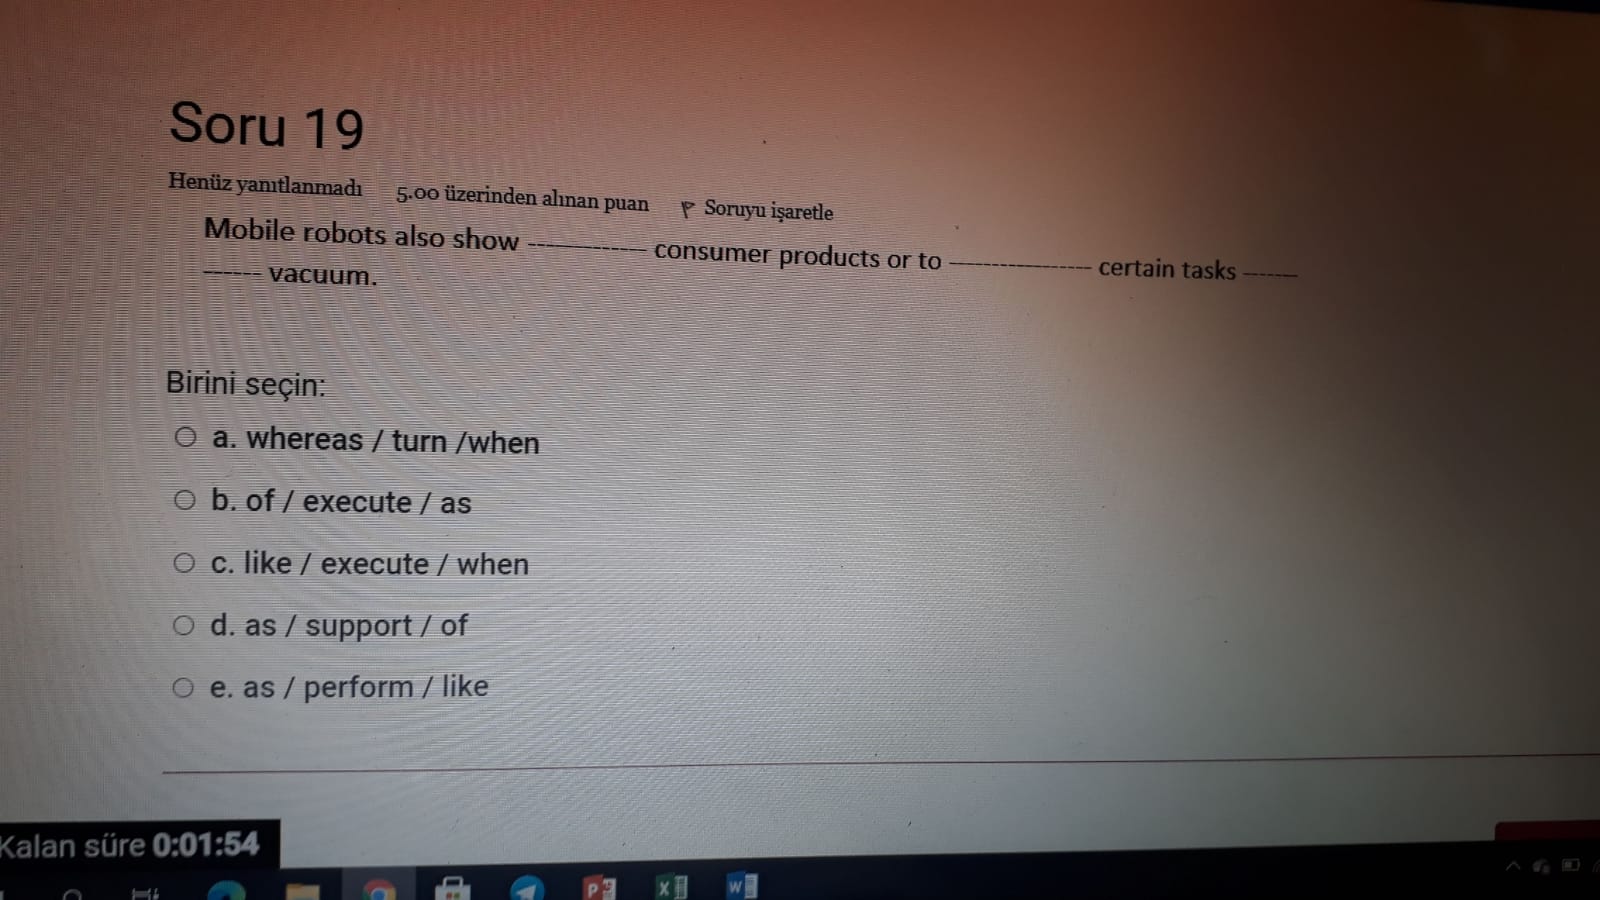 Soru 19
Henüz yanıtlanmadı 5.00 üzerinden alınan puan Soruyu işaretle
Mobile robots also show ------------- consumer products or to ----------------- certain tasks -------
------- vacuum.
Birini seçin:
a. whereas / turn /when
b. of / execute / as
c. like / execute / when
d. as / support / of
e. as / perform / like
Kalan süre 0:01:54